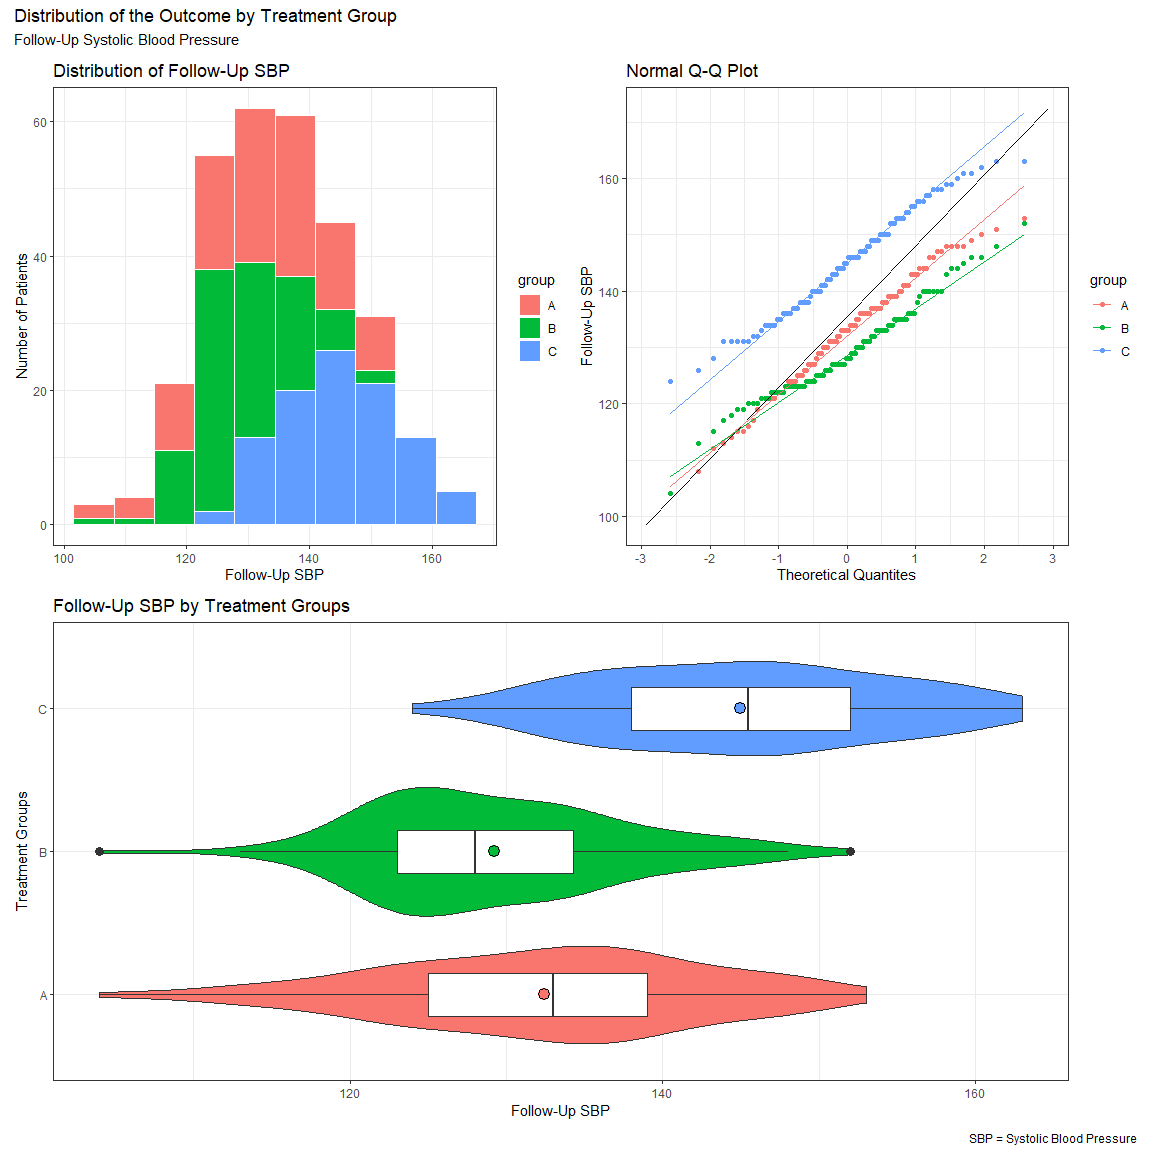 Distribution of the Outcome by Treatment Group
Follow-Up Systolic Blood Pressure
Distribution of Follow-Up SBP
Number of Patients
60
40
20
0
100
120
140
160
Follow-Up SBP
group
A
B
C
Normal Q-Q Plot
Follow-Up SBP
160
140
120
100
-3
-2
-1
0
1
2
3
Theoretical Quantites
group
A
B
C
Follow-Up SBP by Treatment Groups
Treatment Groups
C
B
A
120
140
160
Follow-Up SBP
SBP = Systolic Blood Pressure